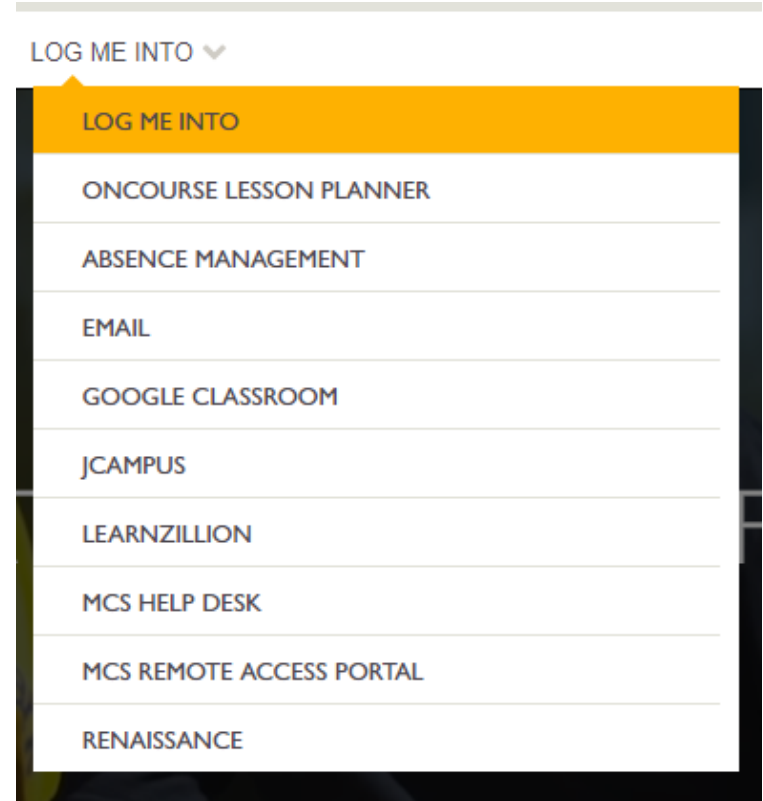 LOG ME INTO
LOG ME INTO
ONCOURSE LESSON PLANNER
ABSENCE MANAGEMENT
EMAIL
GOOGLE CLASSROOM
JCAMPUS
LEARNZILLION
MCS HELP DESK
MCS REMOTE ACCESS PORTAL
RENAISSANCE